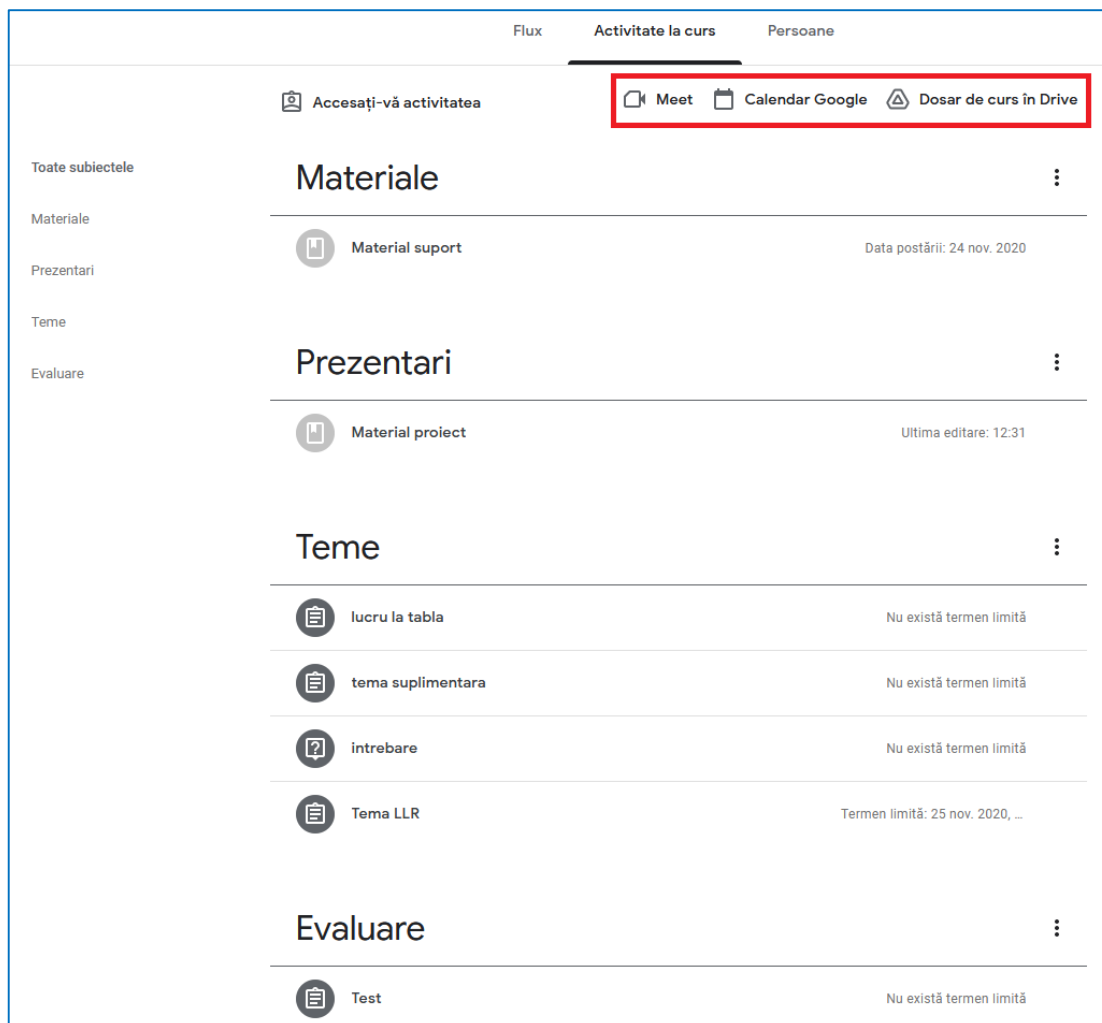 Flux Activitate la curs Persoane
Accesați-vă activitatea Meet Calendar Google Dosar de curs în Drive
Toate subiectele
Materiale
Prezentari
Teme
Evaluare
Materiale
Material suport Data postării: 24 nov. 2020
Prezentari
Material proiect Ultima editare: 12:31
Teme
lucru la tabla Nu există termen limită
tema suplimentara Nu există termen limită
intrebare Nu există termen limită
Tema LLR Termen limită: 25 nov. 2020, ...
Evaluare
Test Nu există termen limită